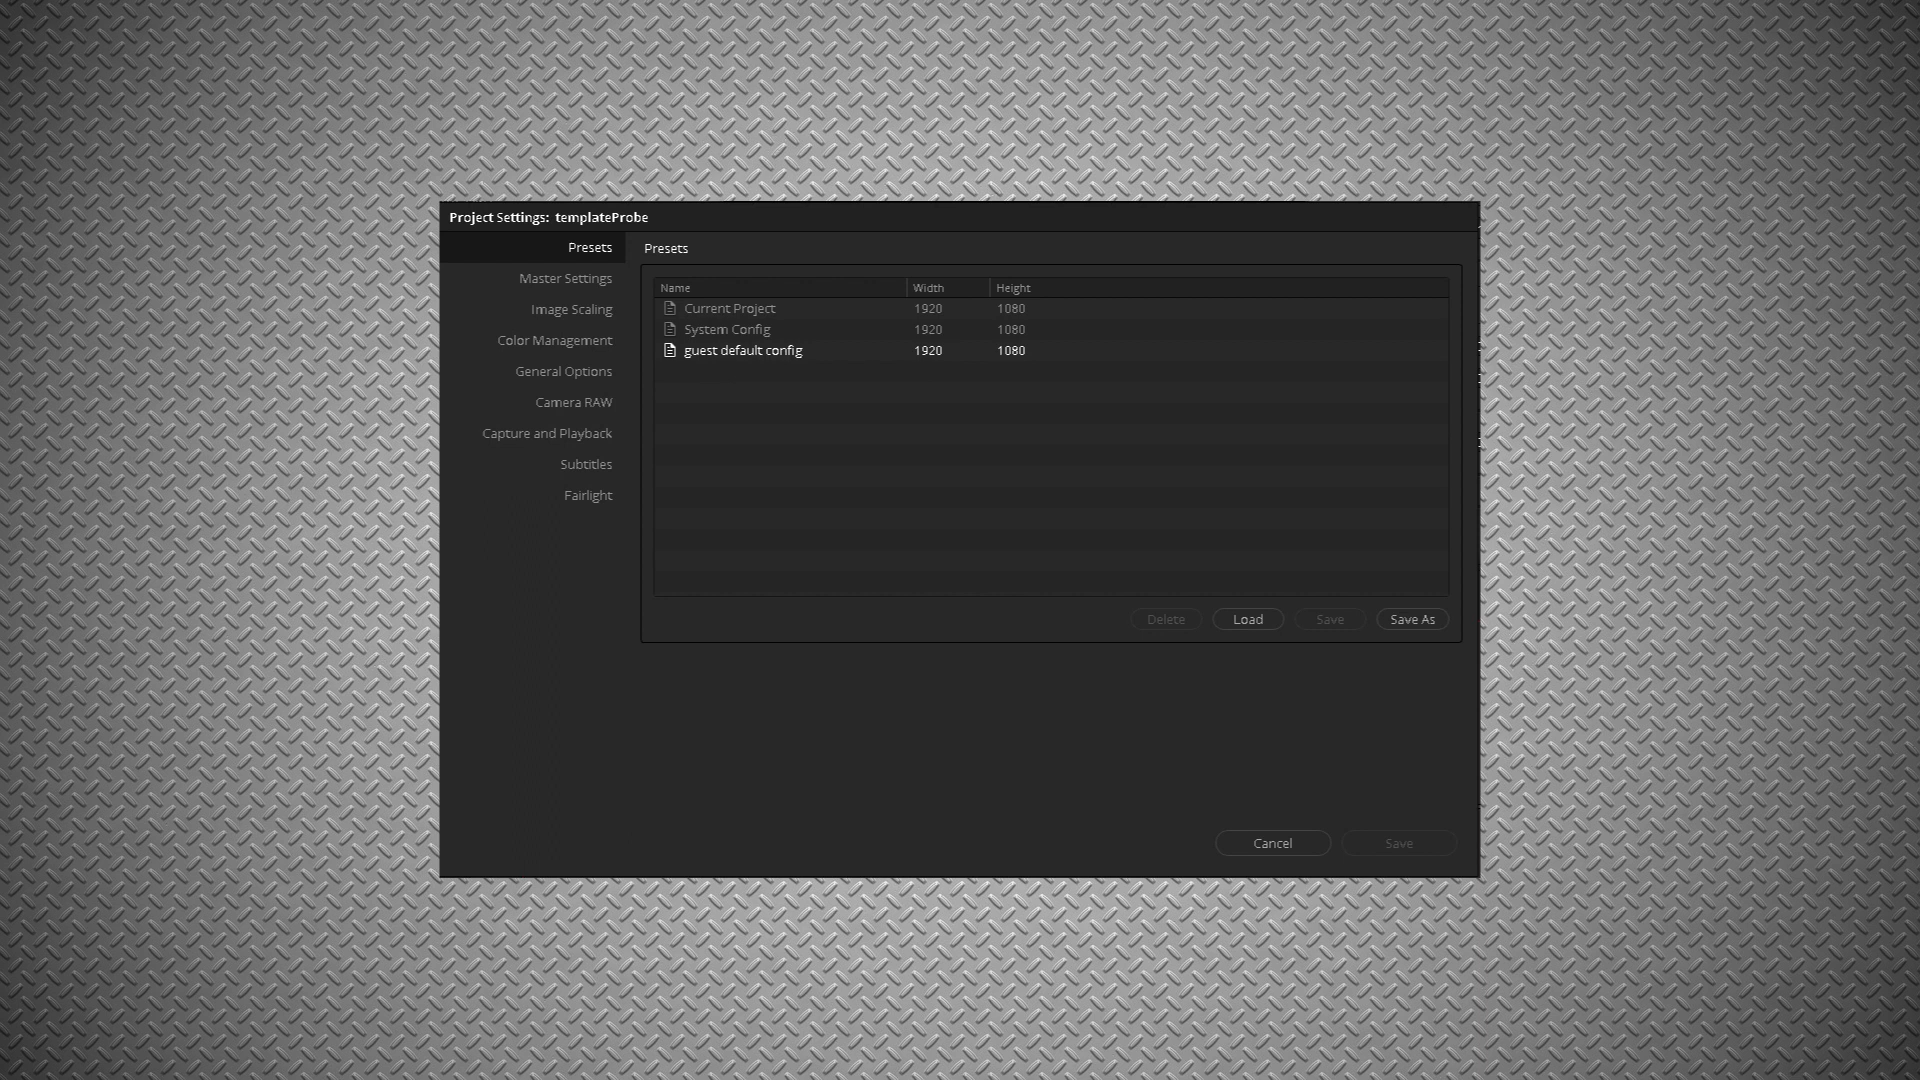 Project Settings: templateProbe
Presets
Master Settings
Image Scaling
Color Management
General Options
Camera RAW
Capture and Playback
Subtitles
Fairlight
Presets
Name Width Height
Current Project 1920 1080
System Config 1920 1080
guest default config 1920 1080
Delete Load Save Save As
Cancel Save